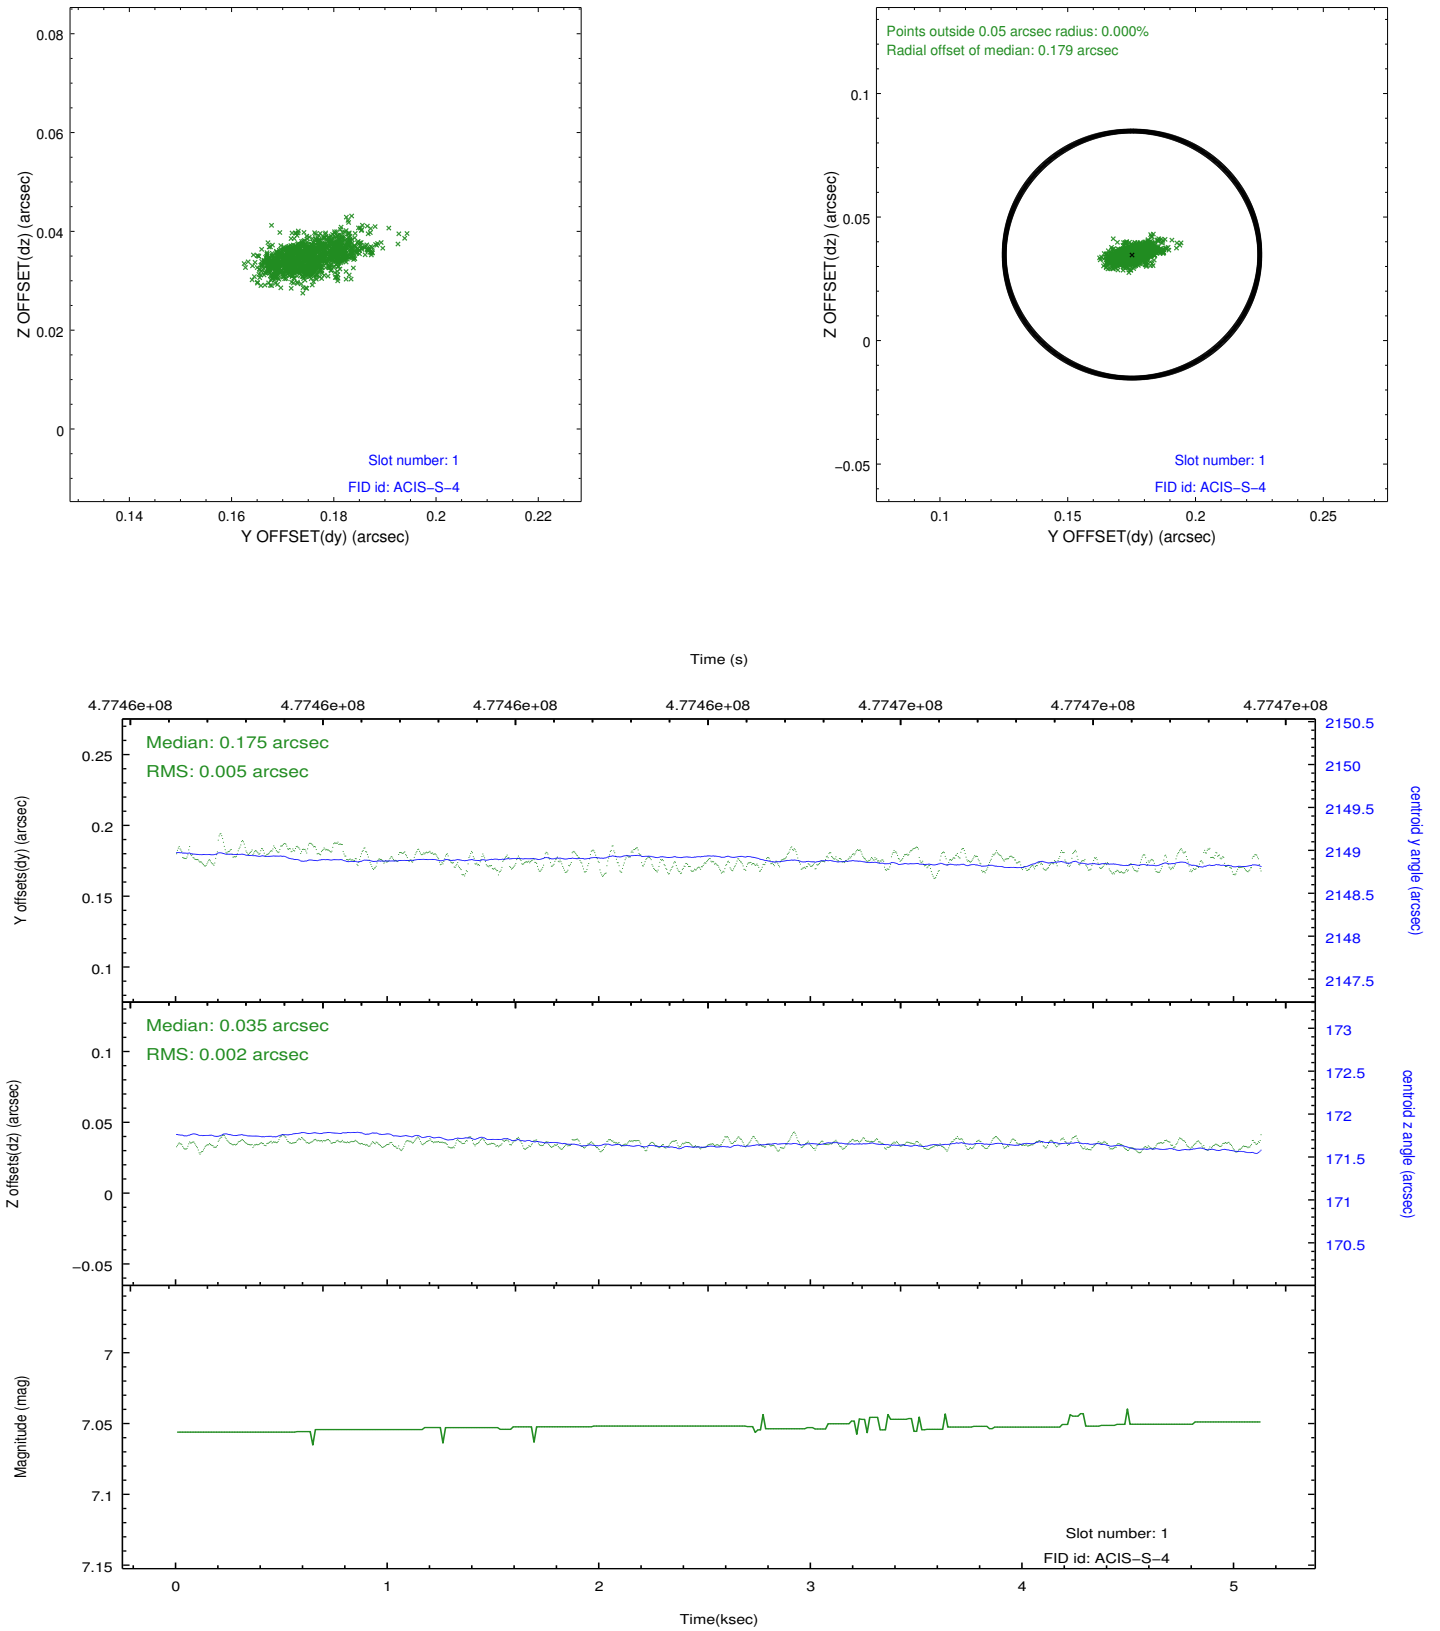 0.08
0.06
0.04
0.02
0
Z OFFSET(dz) (arcsec)
Slot number: 1
FID id: ACIS−S−4
0.14 0.16 0.18 0.2 0.22
Y OFFSET(dy) (arcsec)
Points outside 0.05 arcsec radius: 0.000%
Radial offset of median: 0.179 arcsec
0.1
0.05
0
−0.05
Z OFFSET(dz) (arcsec)
Slot number: 1
FID id: ACIS−S−4
0.1 0.15 0.2 0.25
Y OFFSET(dy) (arcsec)
Time (s)
4.7746e+08 4.7746e+08 4.7746e+08 4.7746e+08 4.7747e+08 4.7747e+08 4.7747e+08
Median: 0.175 arcsec
RMS: 0.005 arcsec
0.25
0.2
0.15
0.1
Y offsets(dy) (arcsec)
2150.5
2150
2149.5
2149
2148.5
2148
2147.5
centroid y angle (arcsec)
Median: 0.035 arcsec
RMS: 0.002 arcsec
0.1
0.05
0
−0.05
Z offsets(dz) (arcsec)
173
172.5
172
171.5
171
170.5
centroid z angle (arcsec)
7
7.05
7.1
7.15
Magnitude (mag)
Slot number: 1
FID id: ACIS−S−4
0 1 2 3 4 5
Time(ksec)